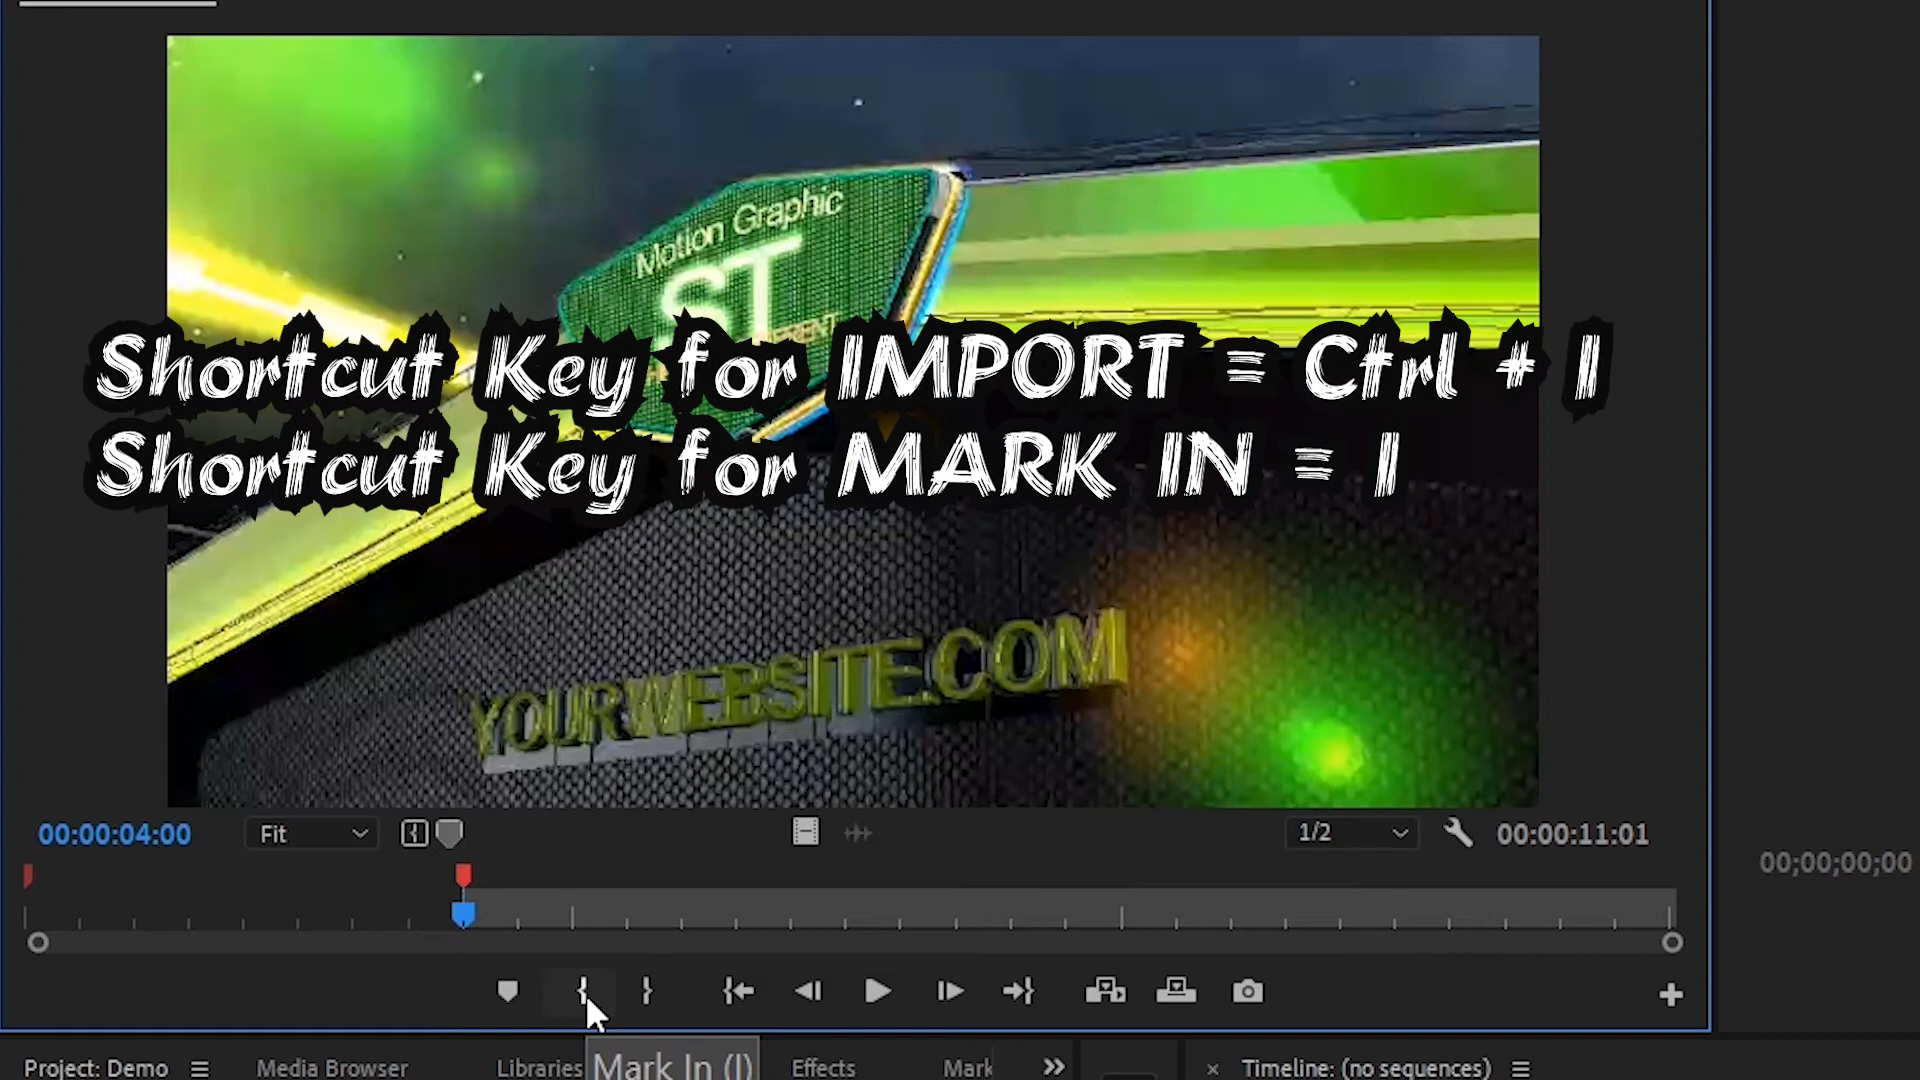 Motion Graphic
ST
Shortcut Key for IMPORT = Ctrl + I
Shortcut Key for MARK IN = I
YOURWEBSITE.COM
00:00:04:00
Fit
1/2
00:00:11:01
00;00;00;00
Project: Demo
Media Browser
Libraries
Mark In (I)
Effects
Mark
Timeline: (no sequences)